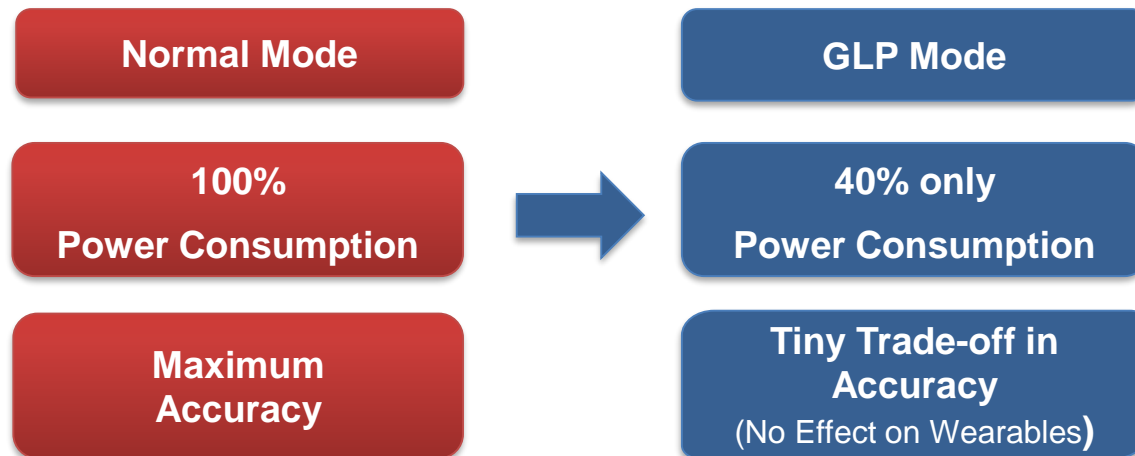 Normal Mode
GLP Mode
100%
Power Consumption
40% only
Power Consumption
Maximum
Accuracy
Tiny Trade-off in
Accuracy
(No Effect on Wearables)